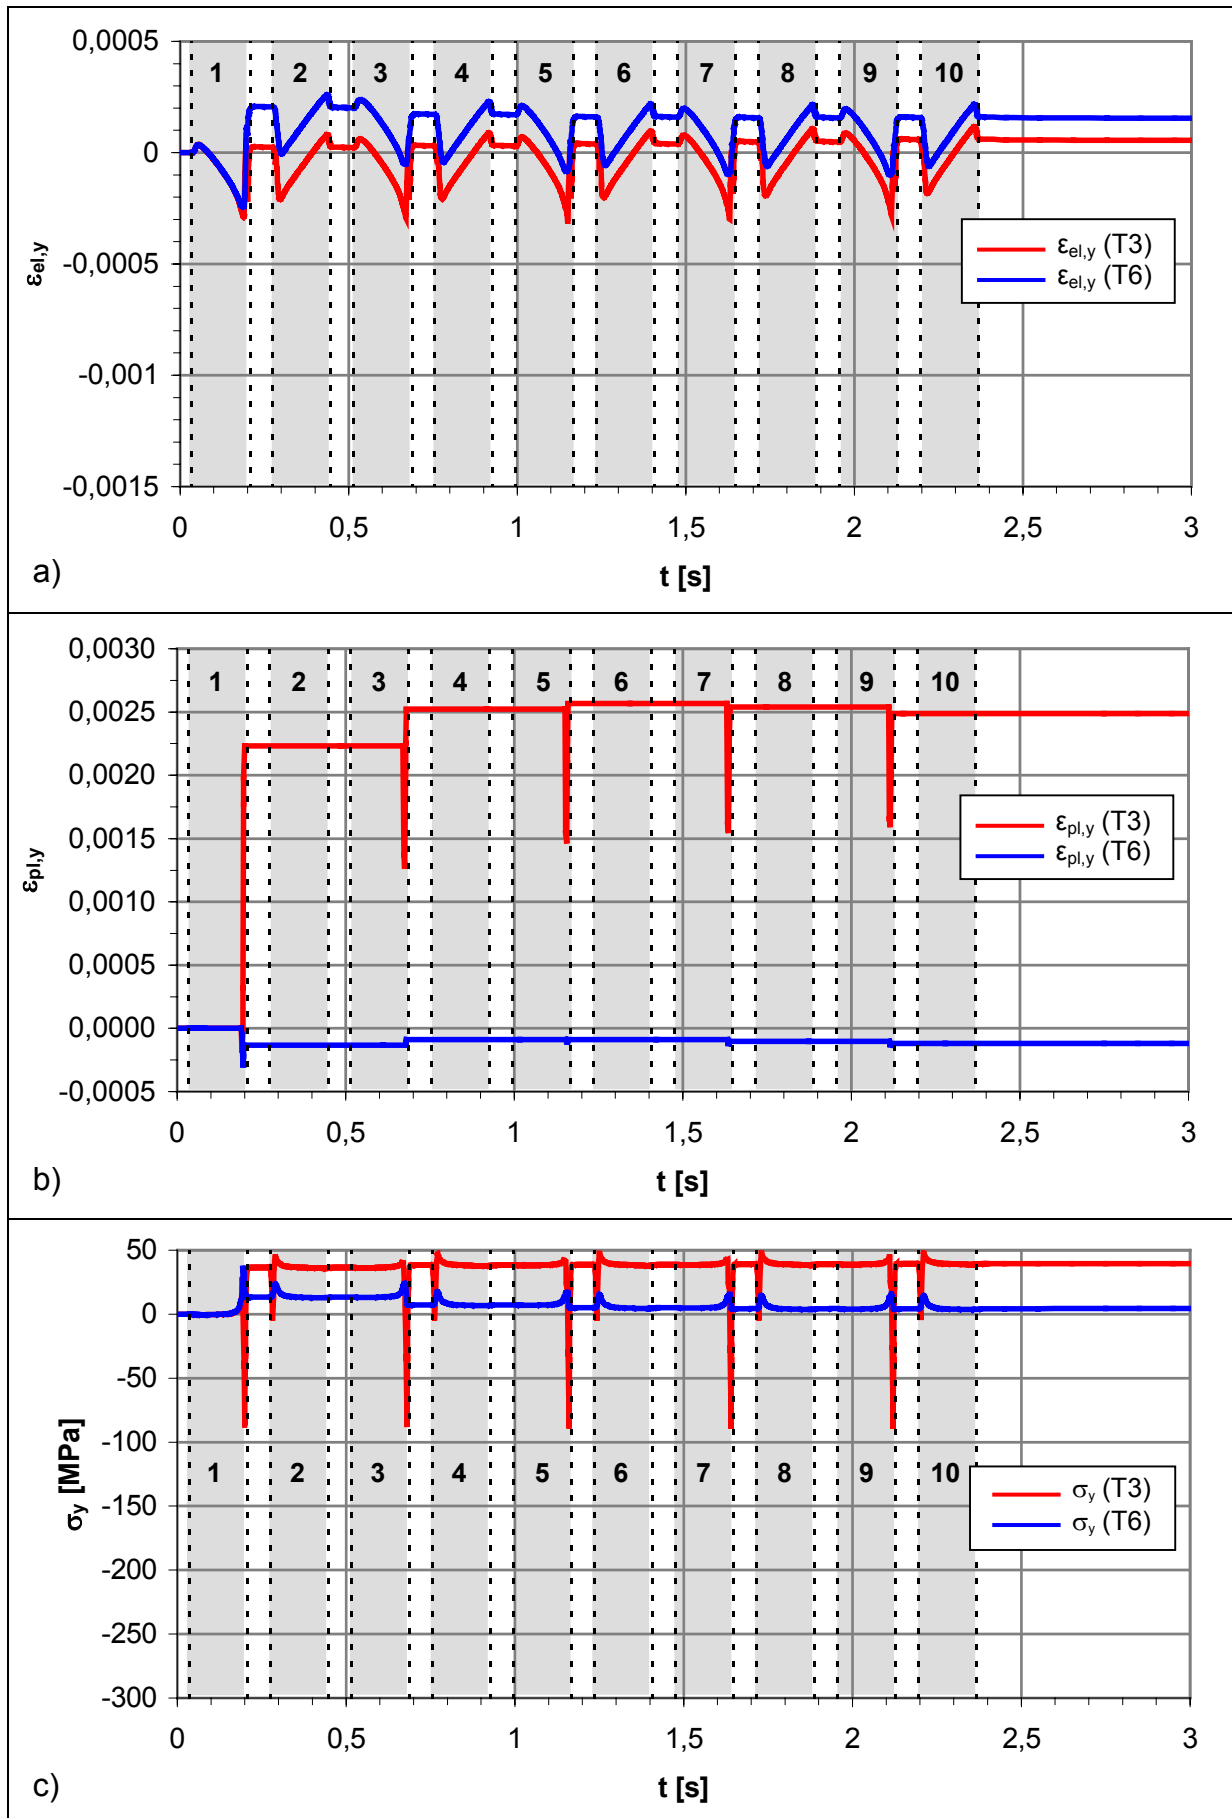 0,0005
1 2 3 4 5 6 7 8 9 10
0
-0,0005
-0,001
-0,0015
εel,y
εel,y (T3)
εel,y (T6)
0 0,5 1 1,5 2 2,5 3
t [s]
a)
0,0030
1 2 3 4 5 6 7 8 9 10
0,0025
0,0020
0,0015
0,0010
0,0005
0,0000
-0,0005
εpl,y
εpl,y (T3)
εpl,y (T6)
0 0,5 1 1,5 2 2,5 3
t [s]
b)
50
0
-50
-100
1 2 3 4 5 6 7 8 9 10
-150
-200
-250
-300
σy [MPa]
σy (T3)
σy (T6)
0 0,5 1 1,5 2 2,5 3
t [s]
c)